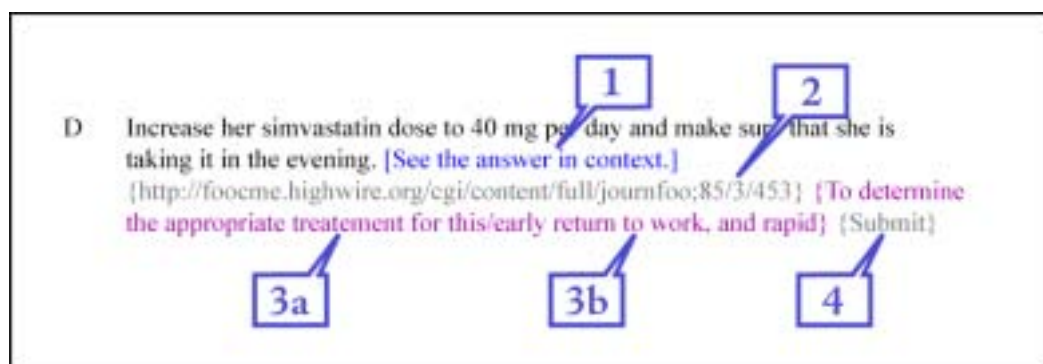 1
2
D Increase her simvastatin dose to 40 mg per day and make sure that she is
taking it in the evening. [See the answer in context.]
{http://foocme.highwire.org/cgi/content/full/journfoo;85/3/453} {To determine
the appropriate treatement for this/early return to work, and rapid} {Submit}
3a 3b 4